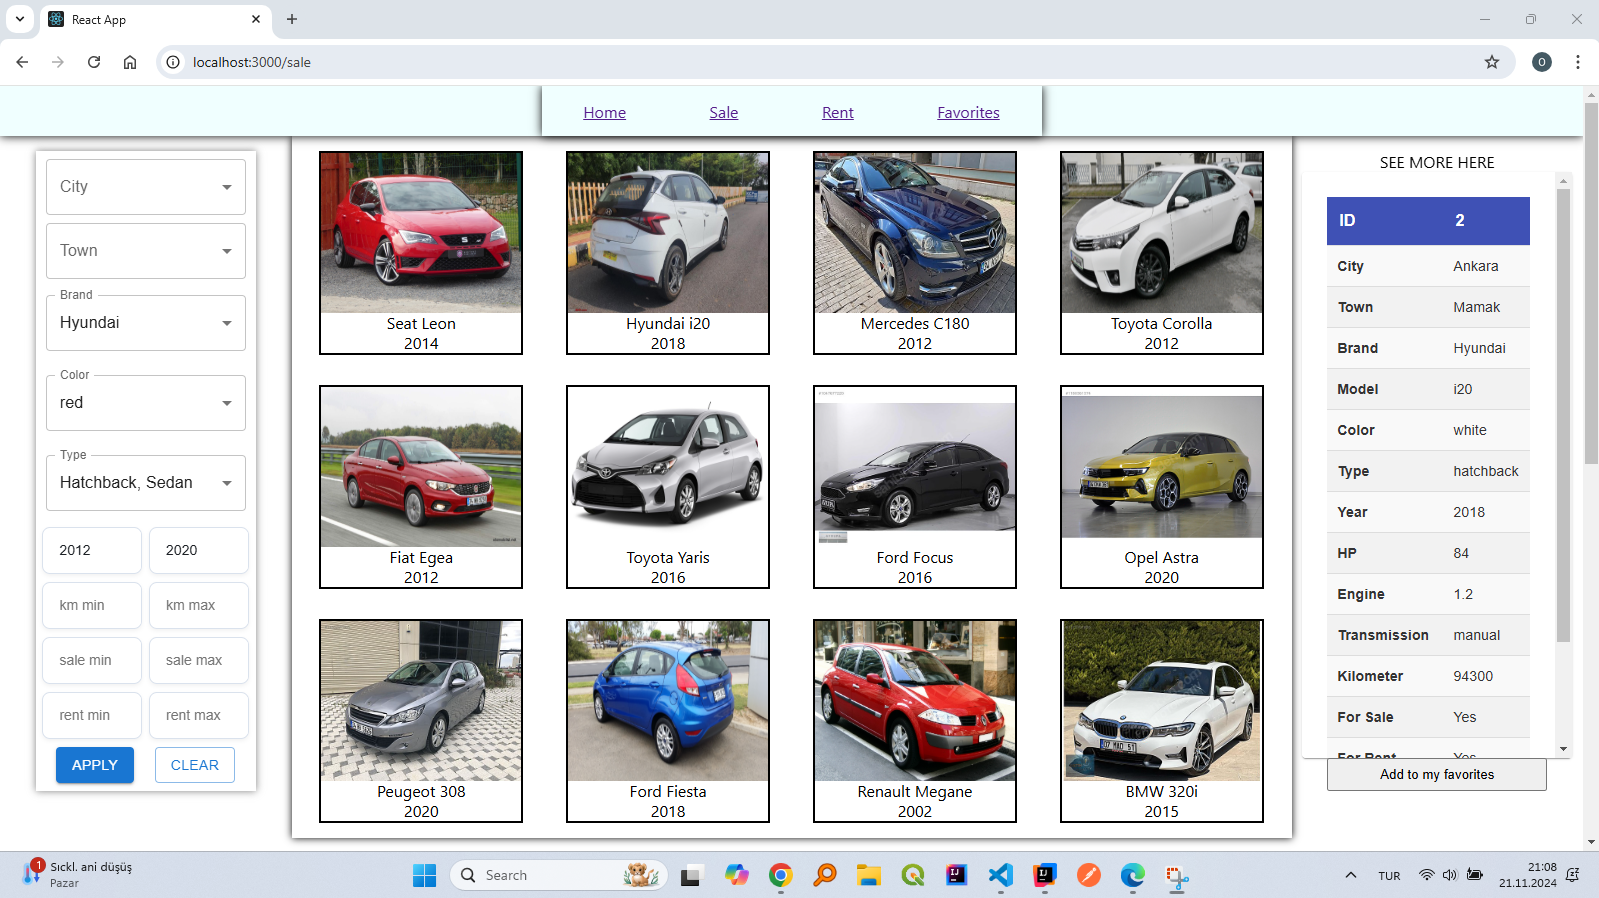 React App
localhost:3000/sale
O
Home
Sale
Rent
Favorites
City
Town
Brand
Hyundai
Color
red
Type
Hatchback, Sedan
2012
2020
km min
km max
sale min
sale max
rent min
rent max
APPLY
CLEAR
Seat Leon
2014
Hyundai i20
2018
Mercedes C180
2012
Toyota Corolla
2012
Fiat Egea
2012
Toyota Yaris
2016
Ford Focus
2016
Opel Astra
2020
Peugeot 308
2020
Ford Fiesta
2018
Renault Megane
2002
BMW 320i
2015
SEE MORE HERE
ID 2
City Ankara
Town Mamak
Brand Hyundai
Model i20
Color white
Type hatchback
Year 2018
HP 84
Engine 1.2
Transmission manual
Kilometer 94300
For Sale Yes
For Rent Yes
Add to my favorites
1
Sıckl. ani düşüş
Pazar
Search
TUR
21:08
21.11.2024